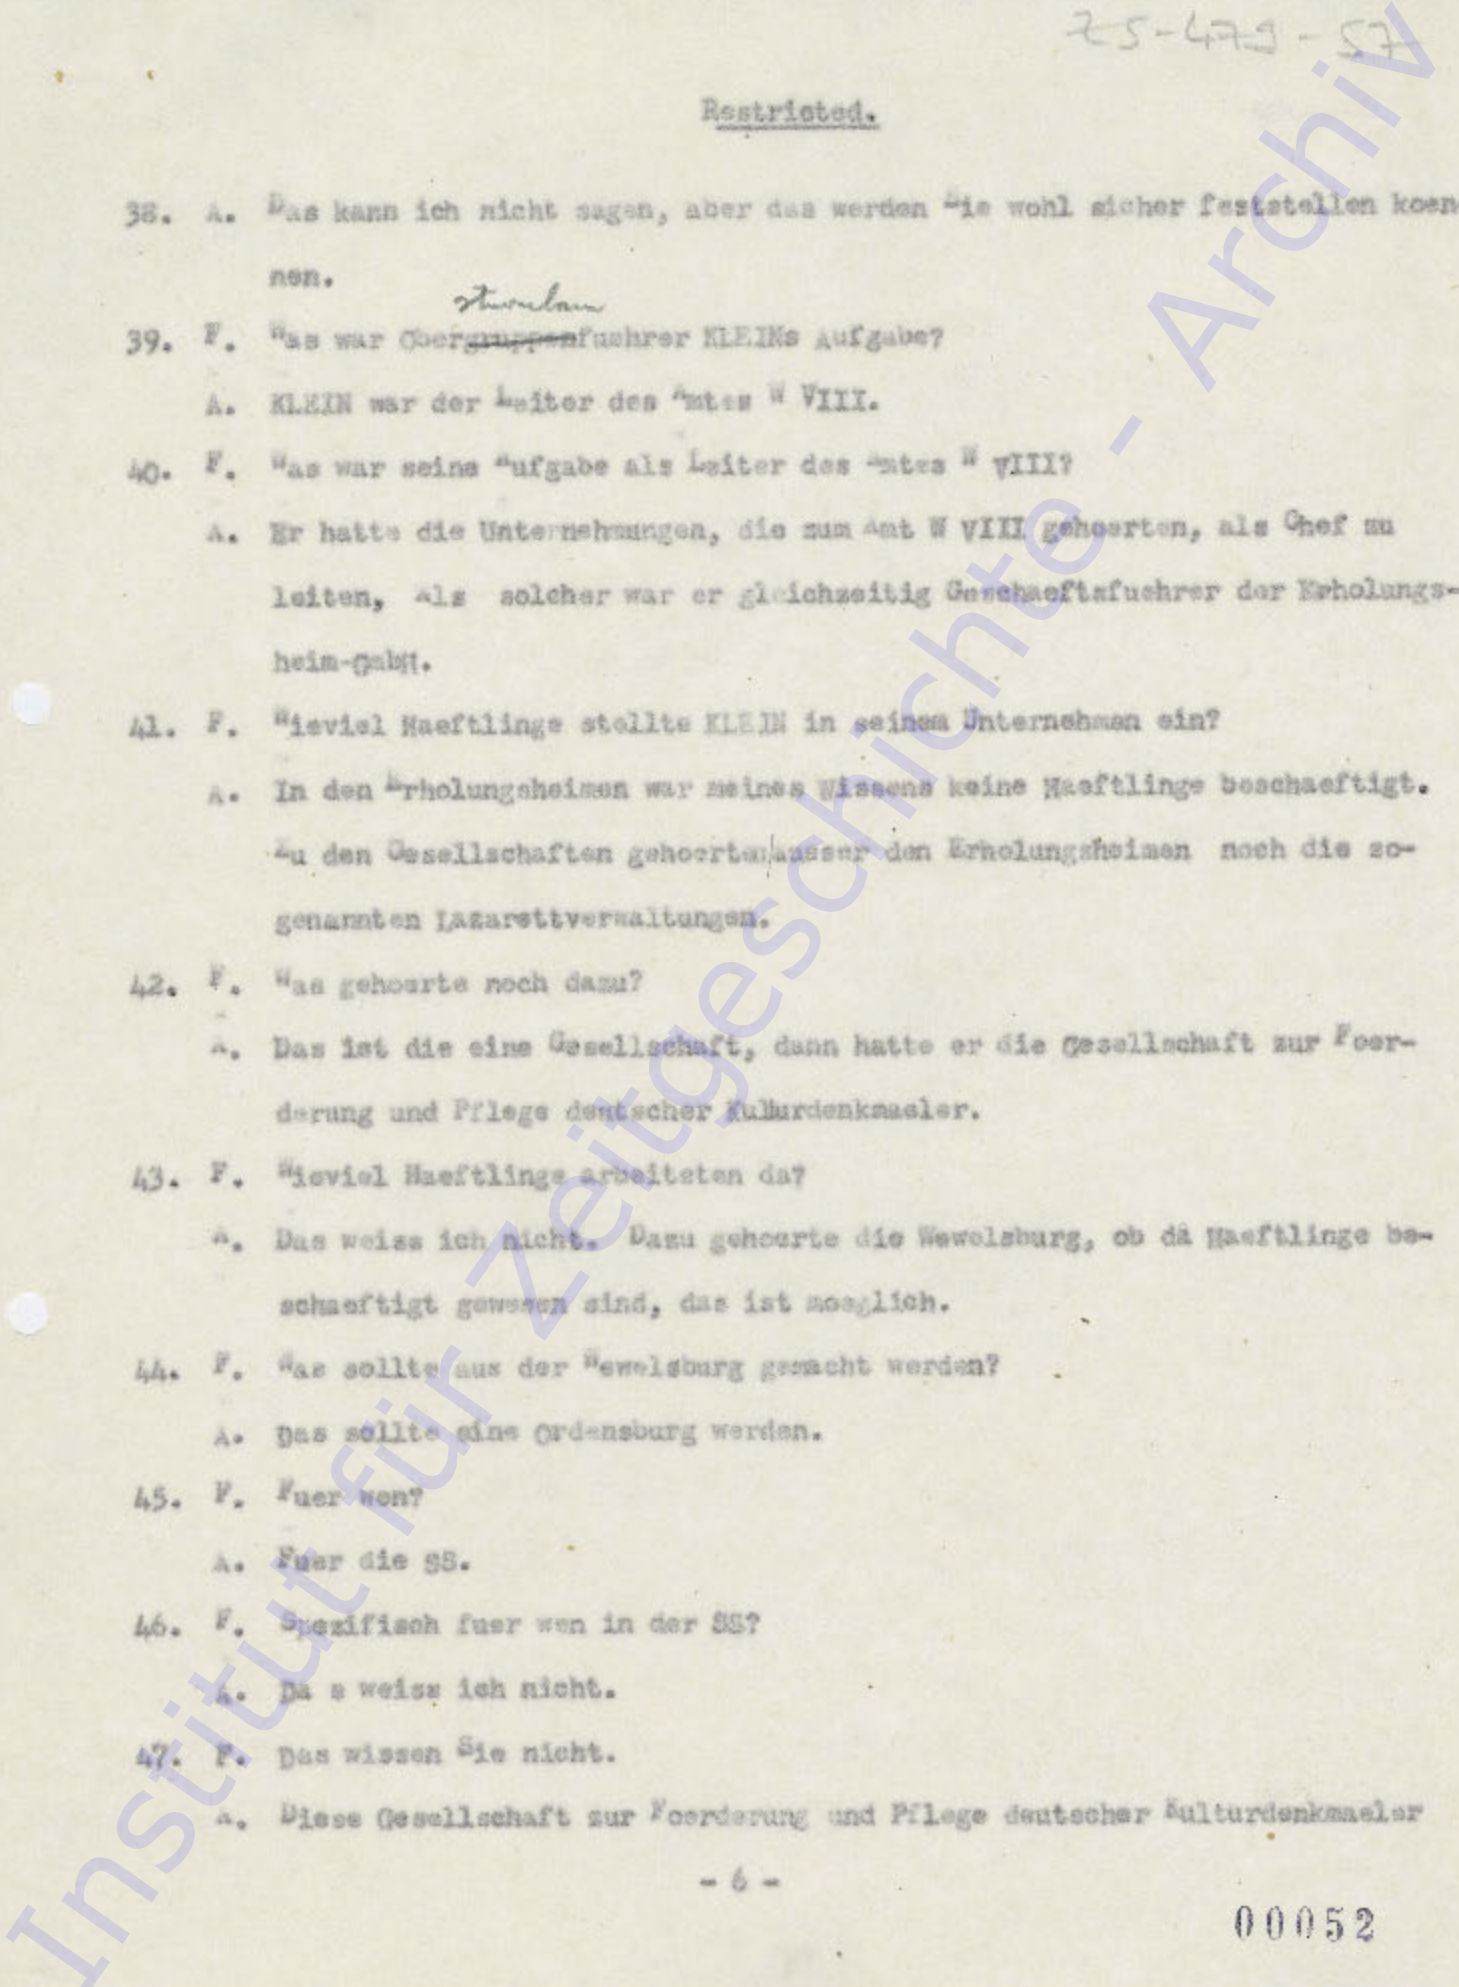 ZS-479-57
Restricted.
38. A. Das kann ich nicht sagen, aber das werden Sie wohl sicher feststellen koen-
nen.
sturmbann
39. F. Was war Obergruppenfuehrer KLEINs Aufgabe?
A. KLEIN war der Leiter des Amtes W VIII.
40. F. Was war seine Aufgabe als Leiter des Amtes W VIII?
A. Er hatte die Unternehmungen, die zum Amt W VIII gehoerten, als Chef zu
leiten, Als solcher war er gleichzeitig Geschaeftsfuehrer der Erholungs-
heim-GmbH.
41. F. Wieviel Haeftlinge stellte KLEIN in seinem Unternehmen ein?
A. In den Erholungsheimen war meines Wissens keine Haeftlinge beschaeftigt.
Zu den Gesellschaften gehoerten ausser den Erholungsheimen noch die so-
genannten Lazarettverwaltungen.
42. F. Was gehoerte noch dazu?
A. Das ist die eine Gesellschaft, dann hatte er die Gesellschaft zur Foer-
derung und Pflege deutscher Kulturdenkmaeler.
43. F. Wieviel Haeftlinge arbeiteten da?
A. Das weiss ich nicht. Dazu gehoerte die Wewelsburg, ob da Haeftlinge be-
schaeftigt gewesen sind, das ist moeglich.
44. F. Was sollte aus der Wewelsburg gemacht werden?
A. Das sollte eine Ordensburg werden.
45. F. Fuer wen?
A. Fuer die SS.
46. F. Spezifisch fuer wen in der SS?
A. Da s weiss ich nicht.
47. F. Das wissen Sie nicht.
A. Diese Gesellschaft zur Foerderung und Pflege deutscher Kulturdenkmaeler
- 6 -
00052
Institut für Zeitgeschichte - Archiv